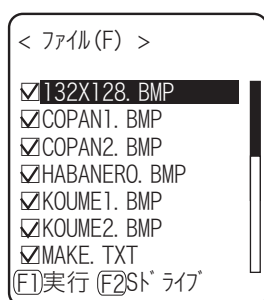 < ﾌｧｲﾙ(F) >
☑132X128. BMP
☑COPAN1. BMP
☑COPAN2. BMP
☑HABANERO. BMP
☑KOUME1. BMP
☑KOUME2. BMP
☑MAKE. TXT
F1実行 F2Sﾄﾞﾗｲﾌﾞ